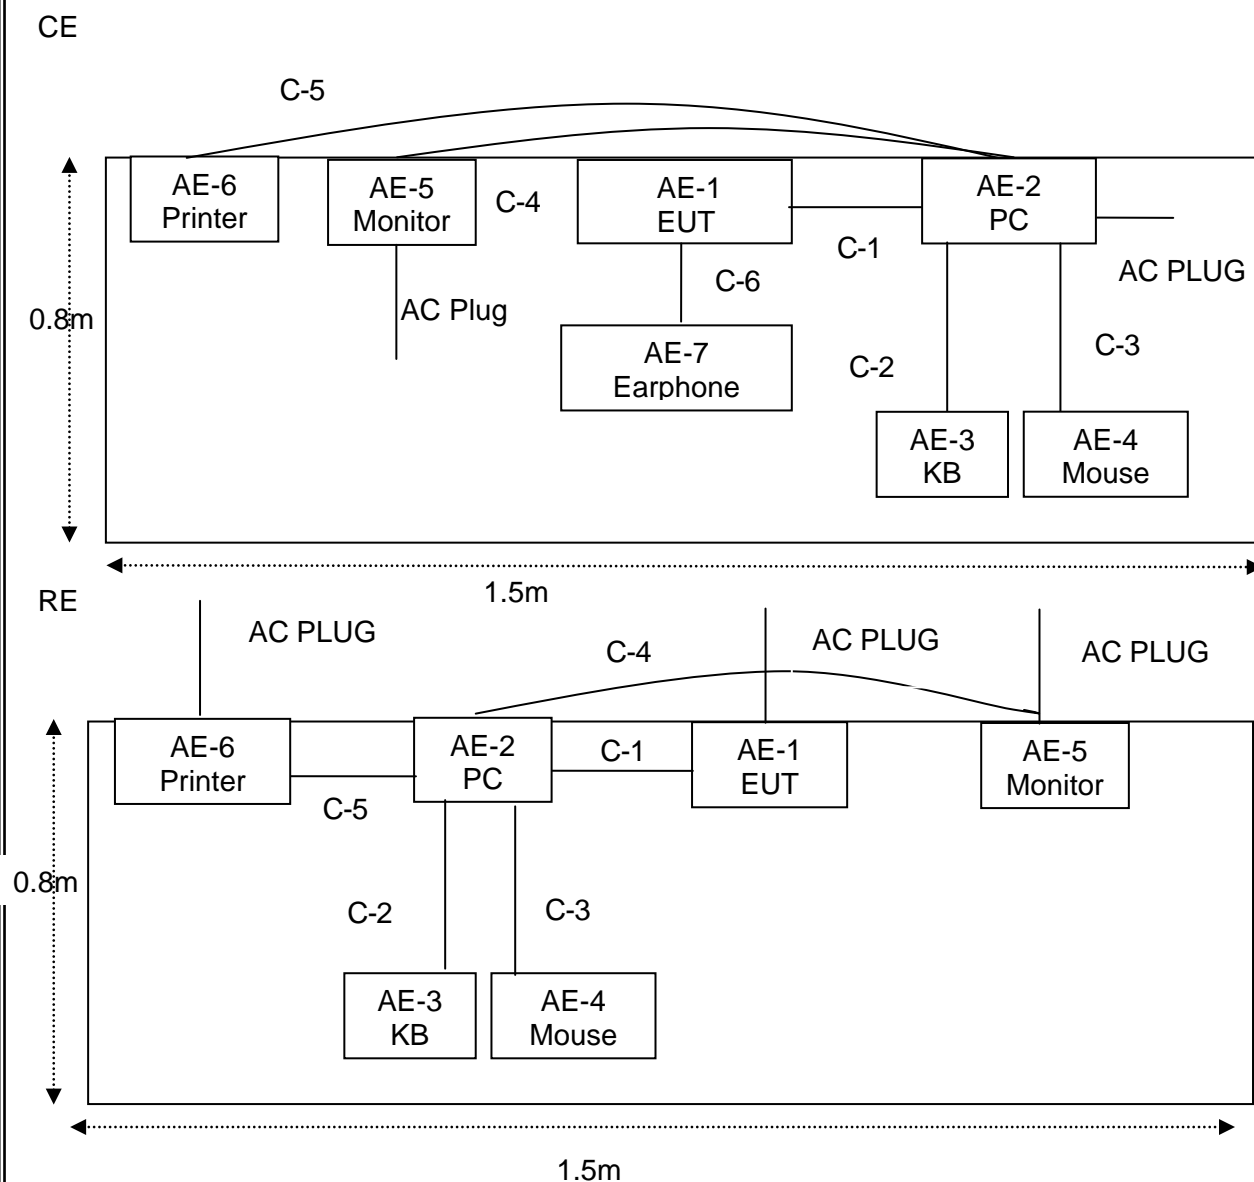 CE
C-5
AE-6
Printer
AE-5
Monitor
C-4
AE-1
EUT
AE-2
PC
C-1
AC PLUG
C-6
AC Plug
0.8m
AE-7
Earphone
C-2
C-3
AE-3
KB
AE-4
Mouse
1.5m
RE
AC PLUG
C-4
AC PLUG
AC PLUG
AE-6
Printer
AE-2
PC
C-1
AE-1
EUT
AE-5
Monitor
C-5
0.8m
C-2
C-3
AE-3
KB
AE-4
Mouse
1.5m